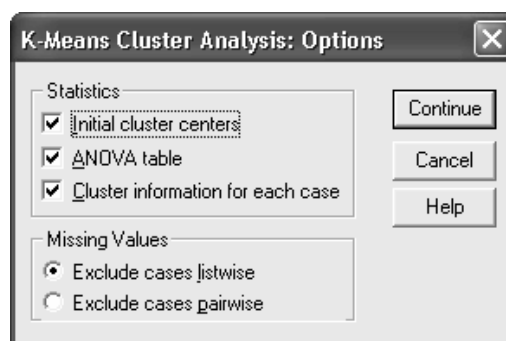 K-Means Cluster Analysis: Options
Statistics
Initial cluster centers
ANOVA table
Cluster information for each case
Missing Values
Exclude cases listwise
Exclude cases pairwise
Continue
Cancel
Help